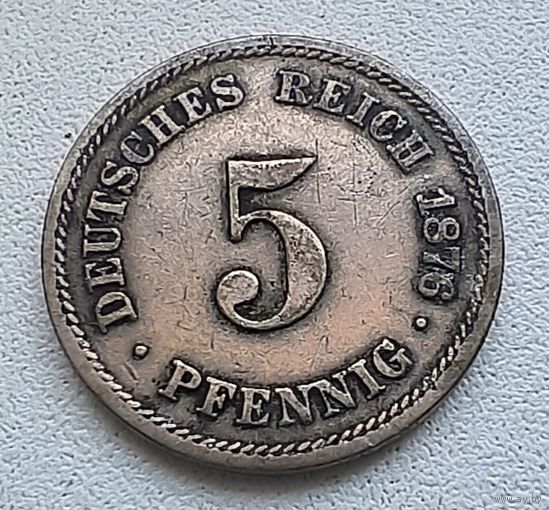 DEUTSCHES REICH 1876 ·
5
· PFENNIG